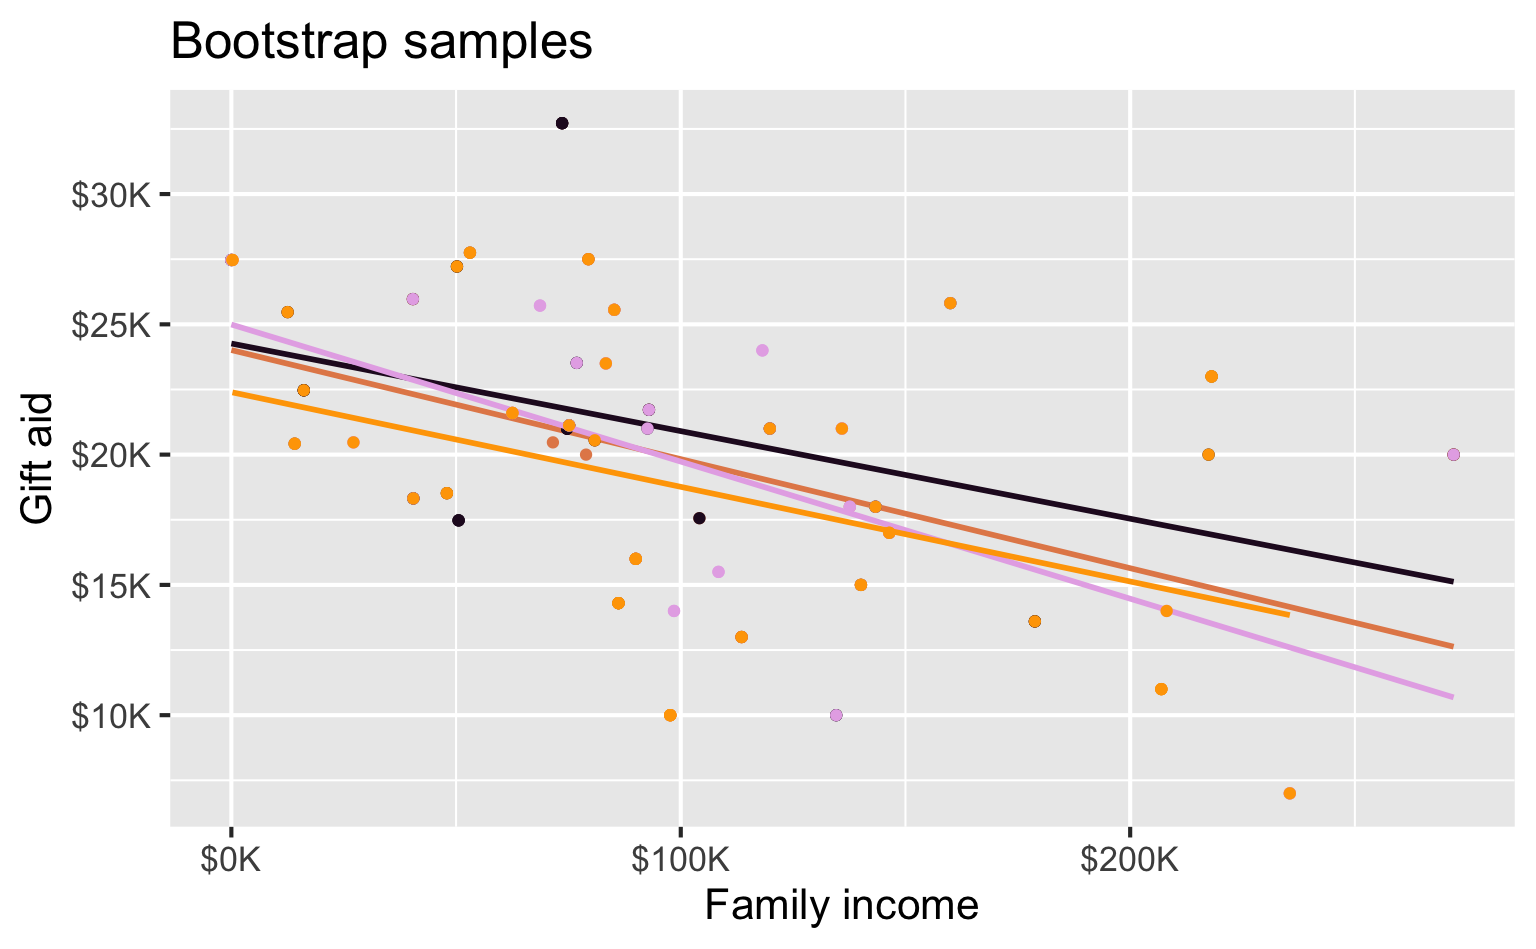 Bootstrap samples
$30K
$25K
$20K
$15K
$10K
Gift aid
$0K $100K $200K
Family income